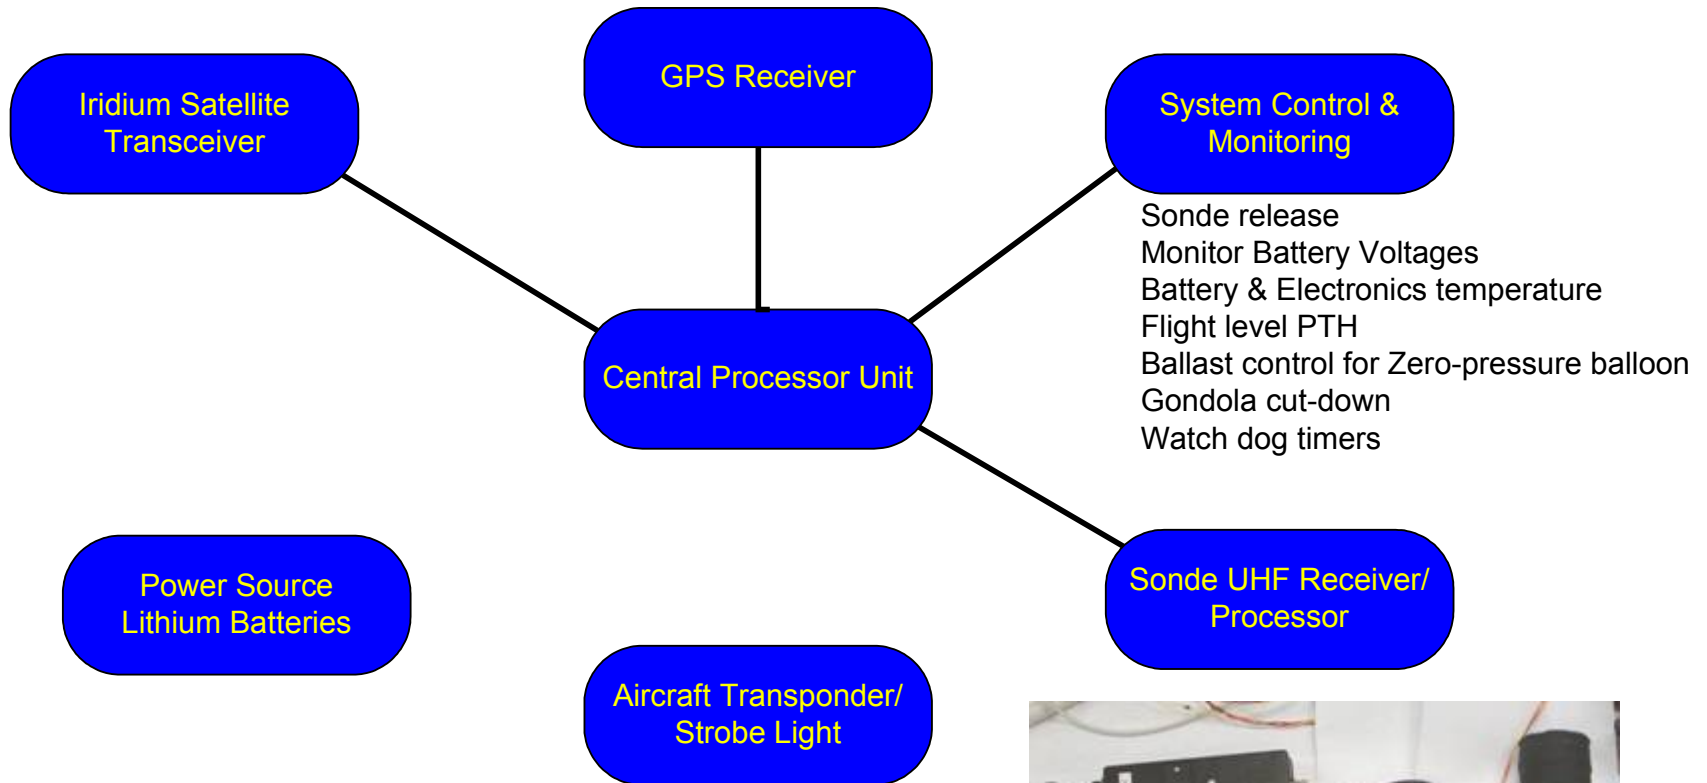 GPS Receiver
Iridium Satellite
Transceiver
System Control &
Monitoring
Sonde release
Monitor Battery Voltages
Battery & Electronics temperature
Flight level PTH
Ballast control for Zero-pressure balloon
Gondola cut-down
Watch dog timers
Central Processor Unit
Power Source
Lithium Batteries
Sonde UHF Receiver/
Processor
Aircraft Transponder/
Strobe Light